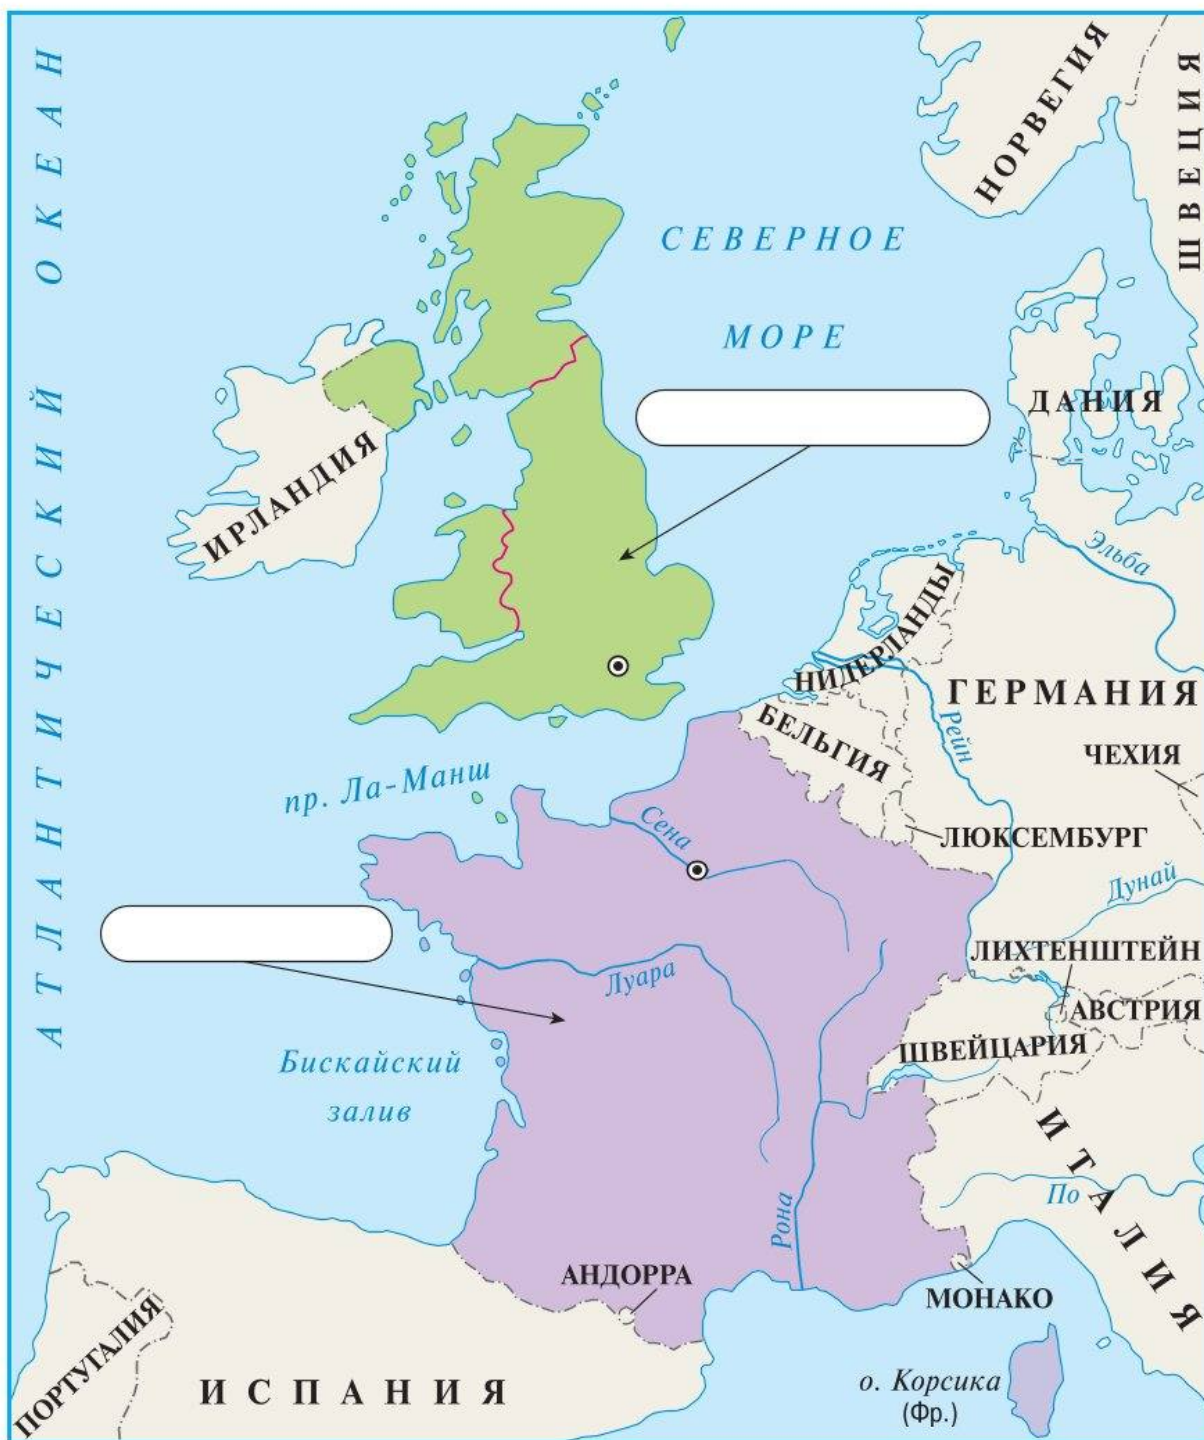 АТЛАНТИЧЕСКИЙ ОКЕАН
НОРВЕГИЯ
ШВЕЦИЯ
СЕВЕРНОЕ
МОРЕ
ДАНИЯ
ИРЛАНДИЯ
Эльба
НИДЕРЛАНДЫ
ГЕРМАНИЯ
БЕЛЬГИЯ
Рейн
ЧЕХИЯ
пр. Ла-Манш
Сена
ЛЮКСЕМБУРГ
Дунай
ЛИХТЕНШТЕЙН
Луара
АВСТРИЯ
ШВЕЙЦАРИЯ
Бискайский
залив
ИТАЛИЯ
По
Рона
АНДОРРА
МОНАКО
ПОРТУГАЛИЯ
ИСПАНИЯ
о. Корсика
(Фр.)